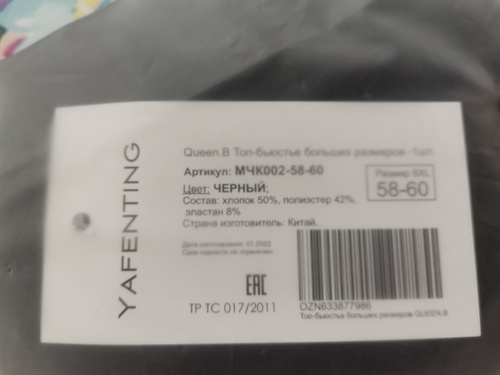 YAFENTING
Queen.B Топ-бюстье больших размеров -1шт.
Артикул: МЧК002-58-60
Размер 6XL
58-60
Цвет: ЧЕРНЫЙ;
Состав: хлопок 50%, полиэстер 42%,
эластан 8%
Страна изготовитель: Китай.
Дата изготовления: 01.2022
Срок годности не ограничен.
ЕАС
ТР ТС 017/2011
OZN633877986
Топ-бюстье больших размеров QUEEN.B